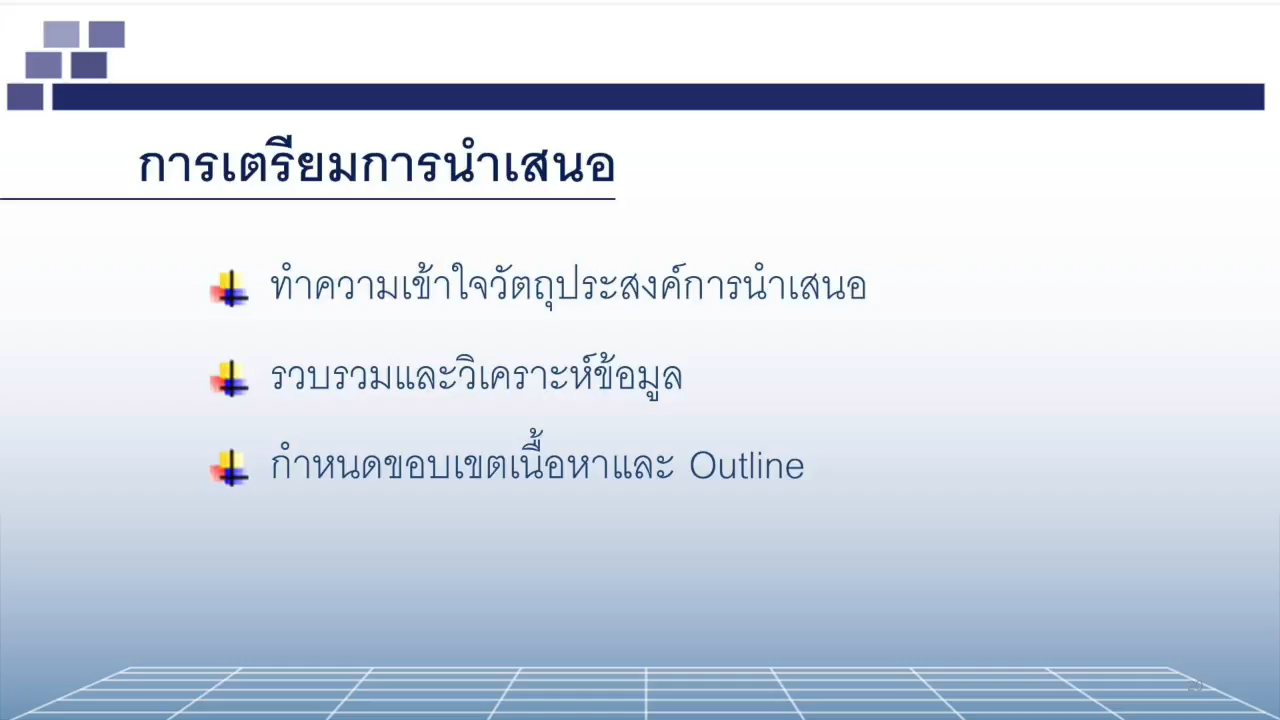 การเตรียมการนำเสนอ
ทำความเข้าใจวัตถุประสงค์การนำเสนอ
รวบรวมและวิเคราะห์ข้อมูล
กำหนดขอบเขตเนื้อหาและ Outline